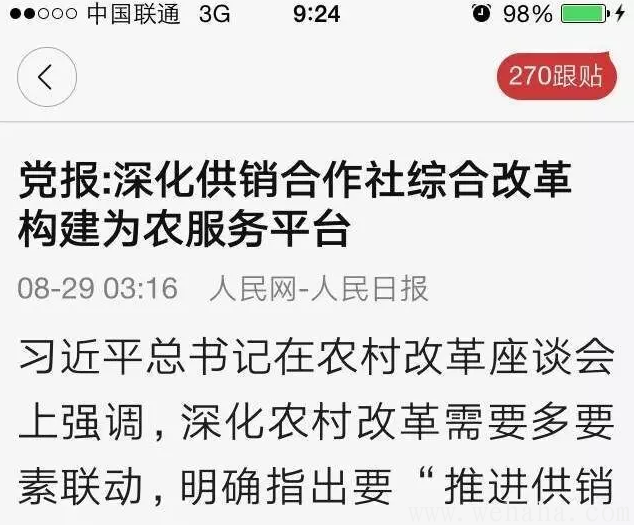 中国联通 3G 9:24 98%
270跟贴
党报:深化供销合作社综合改革
构建为农服务平台
08-29 03:16 人民网-人民日报
习近平总书记在农村改革座谈会
上强调,深化农村改革需要多要
素联动,明确指出要“推进供销